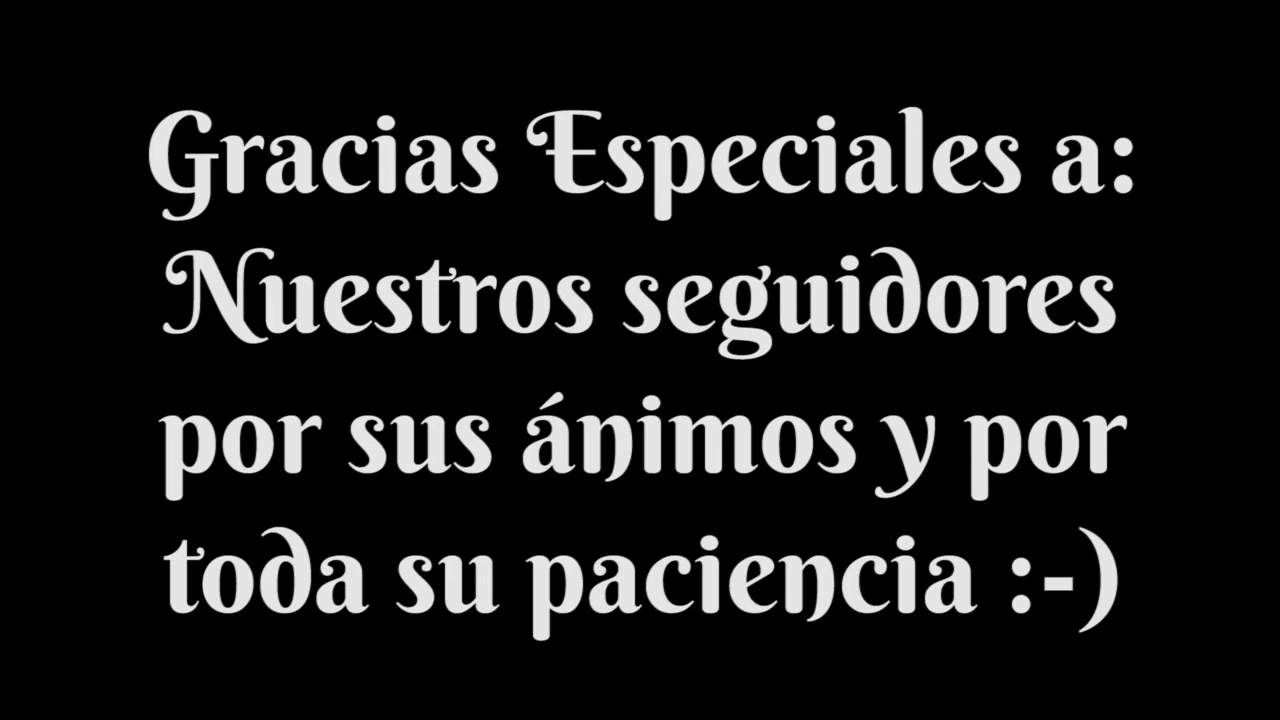 Gracias Especiales a:
Nuestros seguidores
por sus ánimos y por
toda su paciencia :-)